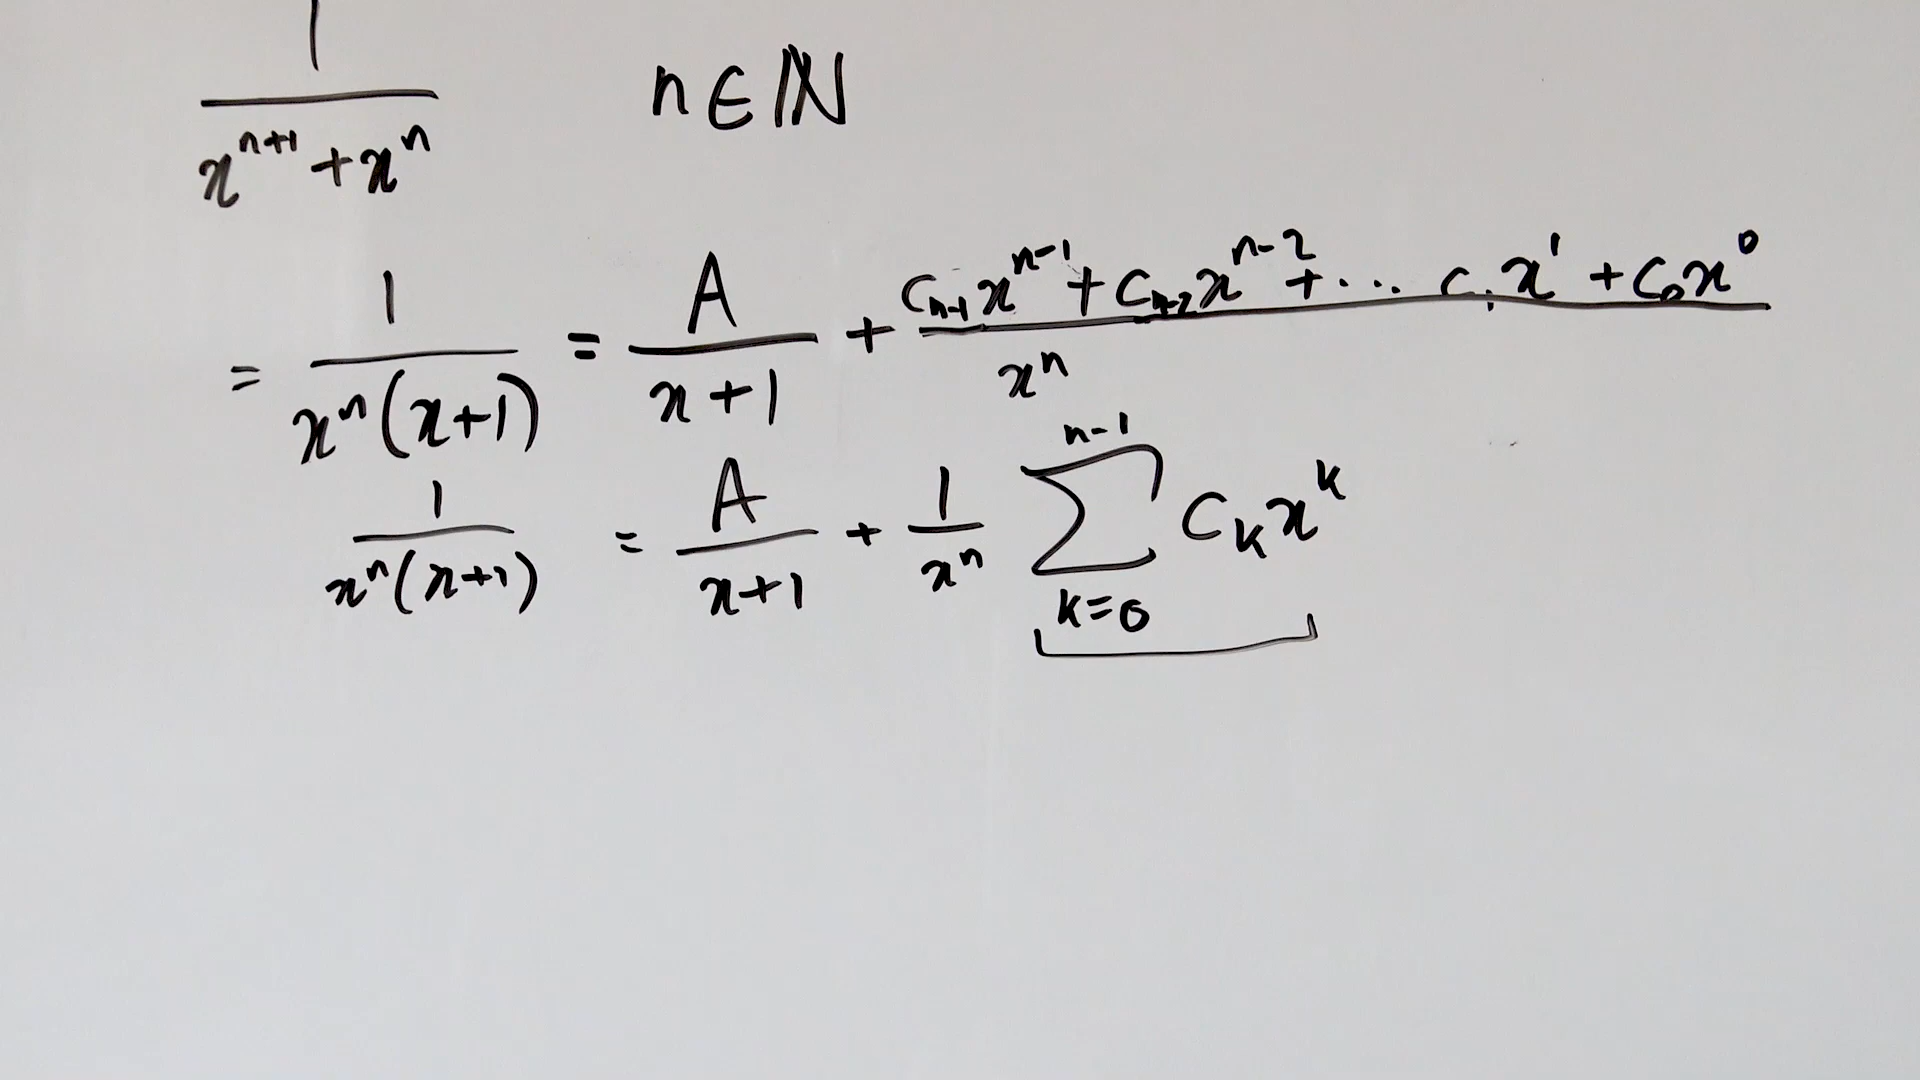 1/(x^{n+1} + x^n)    n ∈ ℕ
= 1/(x^n(x+1)) = A/(x+1) + (C_{n-1}x^{n-1} + C_{n-2}x^{n-2} + ... C_1x^1 + C_0x^0)/x^n
1/(x^n(x+1)) = A/(x+1) + 1/x^n ∑_{k=0}^{n-1} C_k x^k